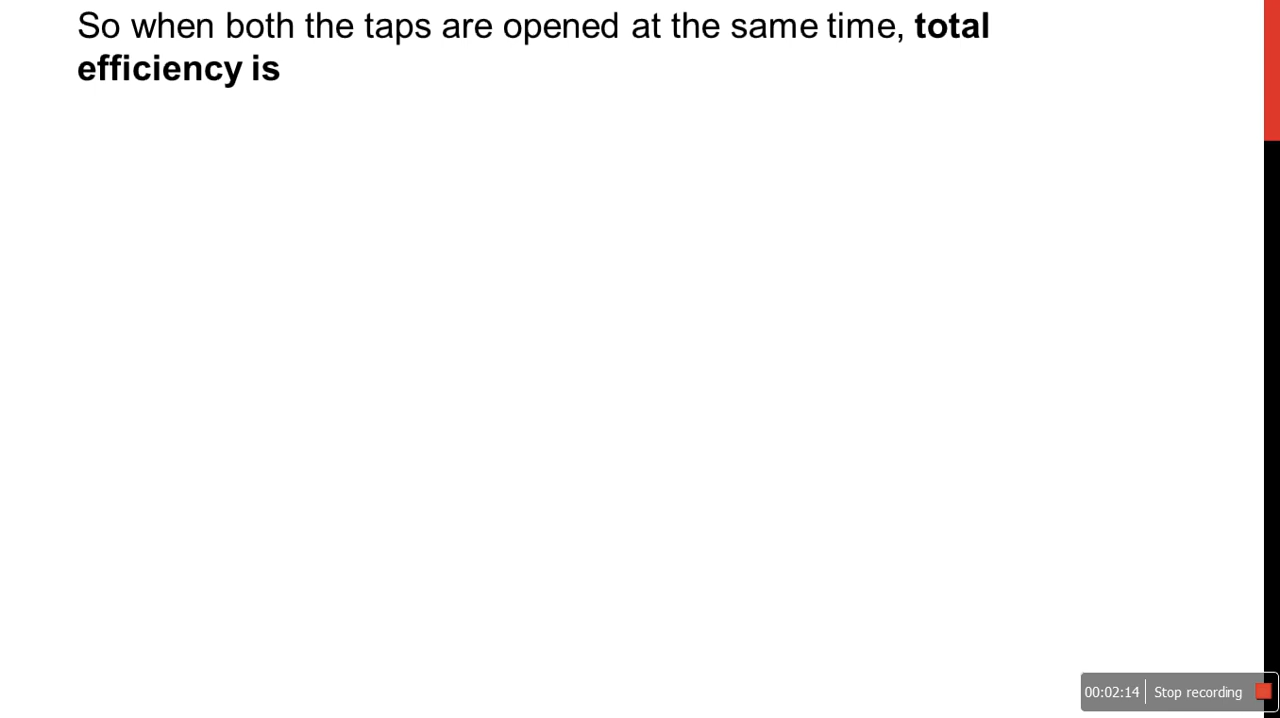 So when both the taps are opened at the same time, total
efficiency is
00:02:14 Stop recording